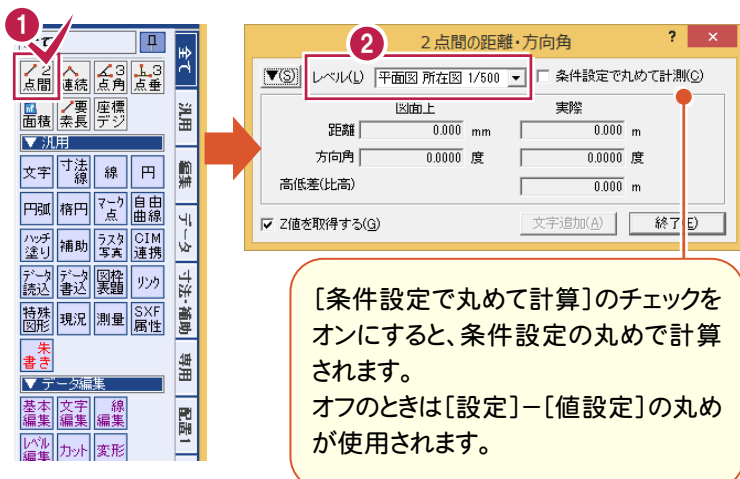 1
て
全て
2点間
連続
3点角
3点垂
面積
要素長
座標デジ
▼ 汎用
汎用
文字
寸法線
線
円
編集
円弧
楕円
マーク点
自由曲線
ハッチ塗り
補助
ラスタ写真
CIM連携
データ
データ読込
データ書込
図枠表題
リンク
寸法・補助
特殊図形
現況
測量
SXF属性
朱書き
専用
▼ データ編集
基本編集
文字編集
線編集
配置1
レベル編集
カット
変形
2
2点間の距離・方向角 ? ×
▼(S) レベル(L) 平面図 所在図 1/500 条件設定で丸めて計測(C)
図面上 実際
距離 0.000 mm 0.000 m
方向角 0.0000 度 0.0000 度
高低差(比高) 0.000 m
Z値を取得する(G) 文字追加(A) 終了(E)
[条件設定で丸めて計算]のチェックを
オンにすると、条件設定の丸めで計算
されます。
オフのときは[設定]-[値設定]の丸め
が使用されます。